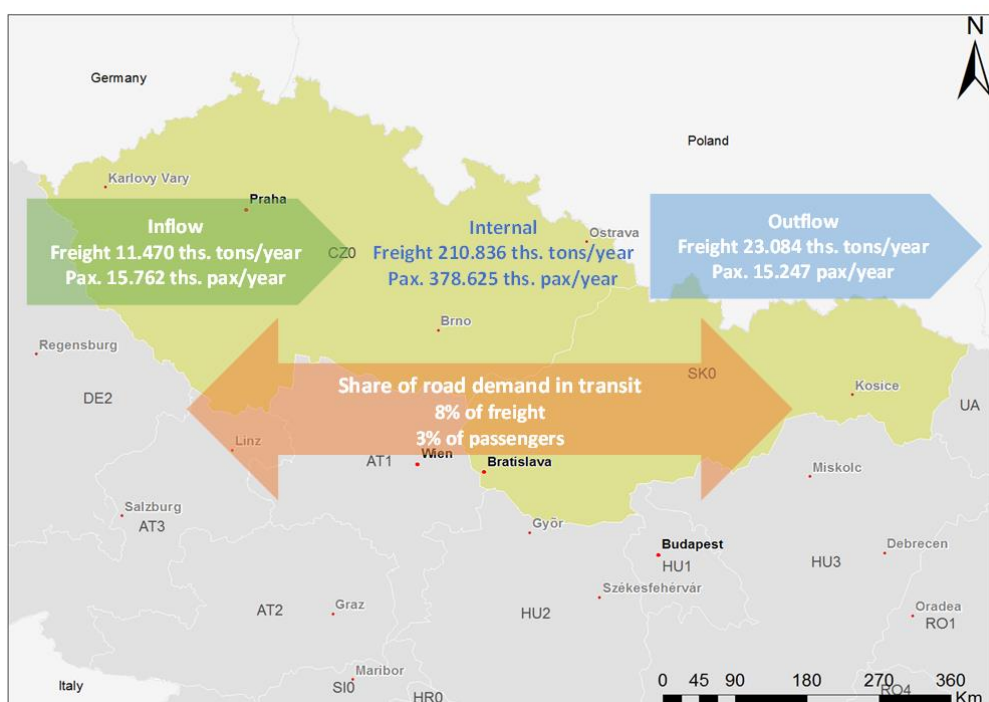 N
Germany
Poland
Karlovy Vary
Praha
Inflow
Freight 11.470 ths. tons/year
Pax. 15.762 ths. pax/year
CZ0
Internal
Freight 210.836 ths. tons/year
Pax. 378.625 ths. pax/year
Ostrava
Outflow
Freight 23.084 ths. tons/year
Pax. 15.247 pax/year
Brno
Regensburg
DE2
Share of road demand in transit
8% of freight
3% of passengers
SK0
Kosice
UA
Linz
AT1
Wien
Bratislava
Miskolc
Salzburg
AT3
Györ
Budapest
HU1
HU3
Debrecen
AT2
Graz
HU2
Székesfehérvár
Oradea
RO1
Maribor
SI0
HR0
Italy
RO4
0 45 90 180 270 360
Km